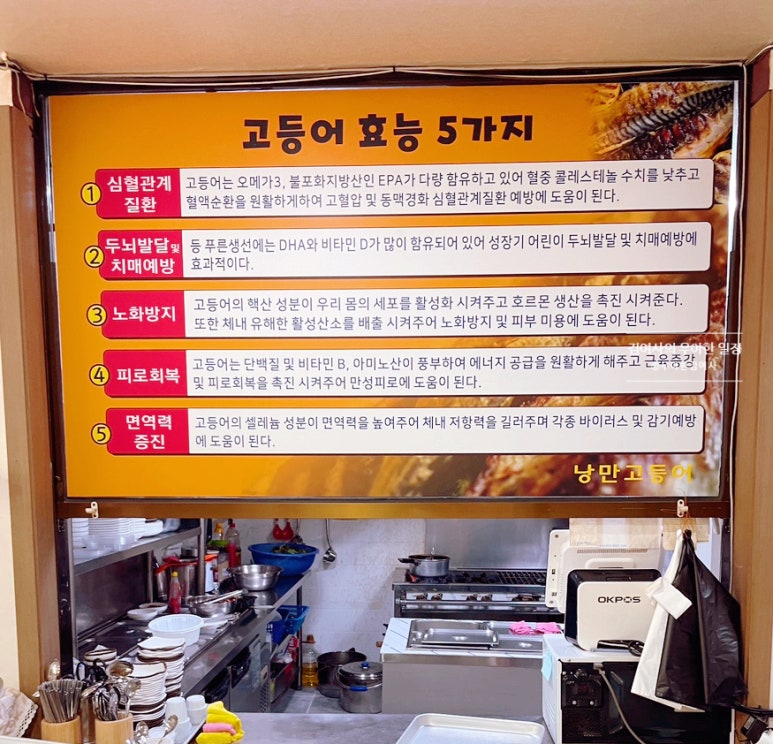 고등어 효능 5가지
① 심혈관계
질환
고등어는 오메가3, 불포화지방산인 EPA가 다량 함유하고 있어 혈중 콜레스테놀 수치를 낮추고
혈액순환을 원활하게하여 고혈압 및 동맥경화 심혈관계질환 예방에 도움이 된다.
② 두뇌발달 및
치매예방
등 푸른생선에는 DHA와 비타민 D가 많이 함유되어 있어 성장기 어린이 두뇌발달 및 치매예방에
효과적이다.
③ 노화방지
고등어의 핵산 성분이 우리 몸의 세포를 활성화 시켜주고 호르몬 생산을 촉진 시켜준다.
또한 체내 유해한 활성산소를 배출 시켜주어 노화방지 및 피부 미용에 도움이 된다.
④ 피로회복
고등어는 단백질 및 비타민 B, 아미노산이 풍부하여 에너지 공급을 원활하게 해주고 근육증강
및 피로회복을 촉진 시켜주어 만성피로에 도움이 된다.
⑤ 면역력
증진
고등어의 셀레늄 성분이 면역력을 높여주어 체내 저항력을 길러주며 각종 바이러스 및 감기예방
에 도움이 된다.
낭만고등어
OKPOS